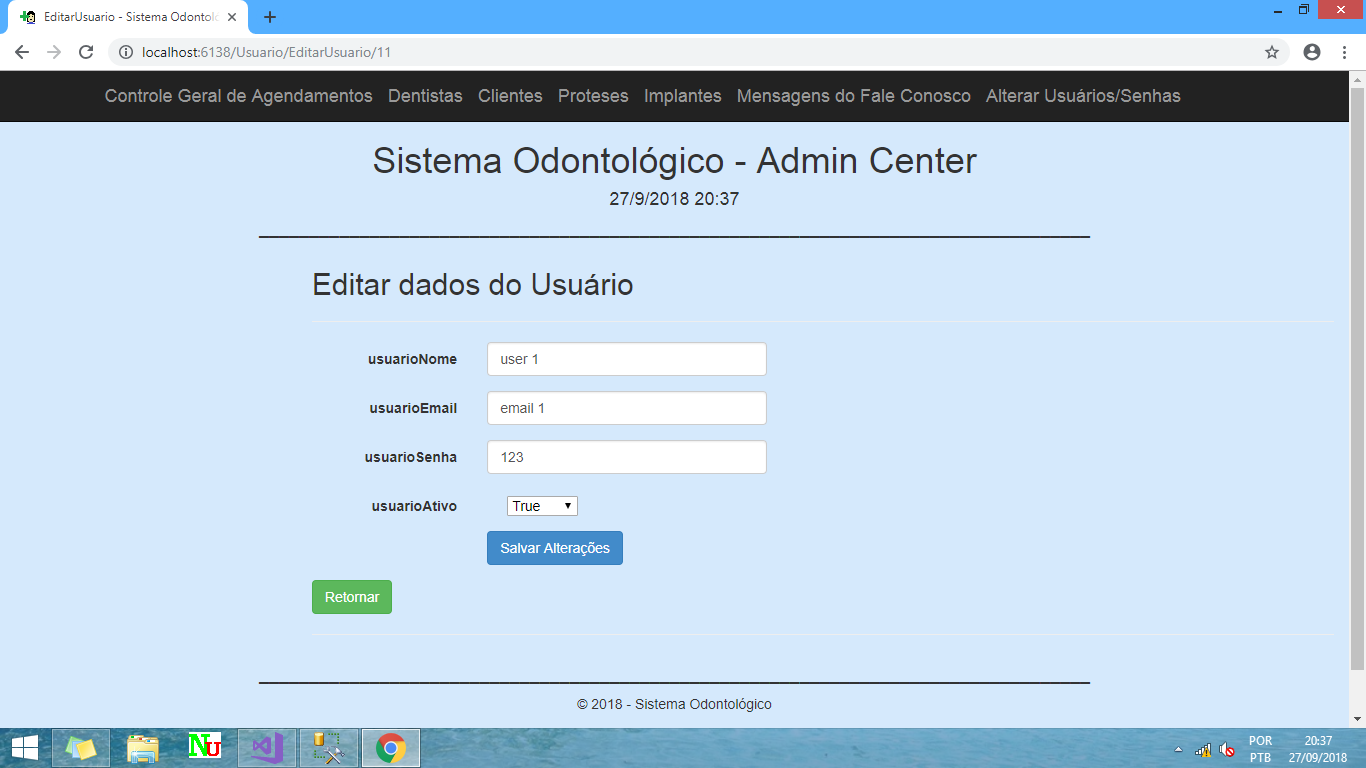 EditarUsuario - Sistema Odontolo
localhost:6138/Usuario/EditarUsuario/11
Controle Geral de Agendamentos Dentistas Clientes Proteses Implantes Mensagens do Fale Conosco Alterar Usuários/Senhas
Sistema Odontológico - Admin Center
27/9/2018 20:37
Editar dados do Usuário
usuarioNome user 1
usuarioEmail email 1
usuarioSenha 123
usuarioAtivo True
Salvar Alterações
Retornar
© 2018 - Sistema Odontológico
NU
POR 20:37
PTB 27/09/2018